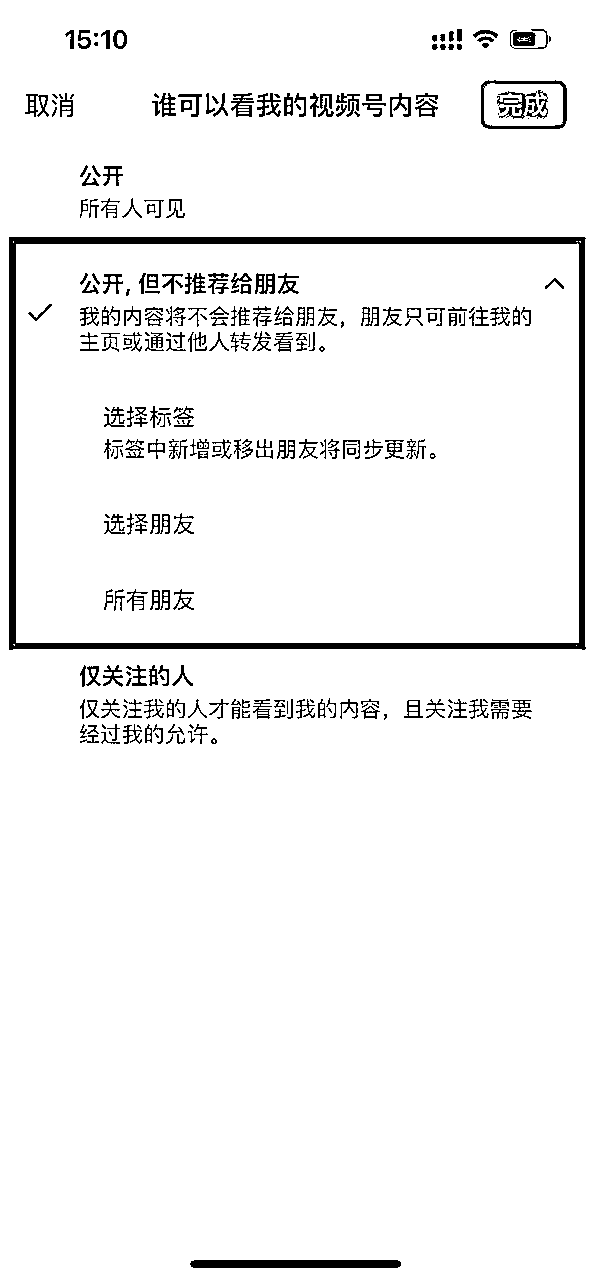 15:10
取消
谁可以看我的视频号内容
完成
公开
所有人可见
公开, 但不推荐给朋友
我的内容将不会推荐给朋友，朋友只可前往我的
主页或通过他人转发看到。
选择标签
标签中新增或移出朋友将同步更新。
选择朋友
所有朋友
仅关注的人
仅关注我的人才能看到我的内容，且关注我需要
经过我的允许。